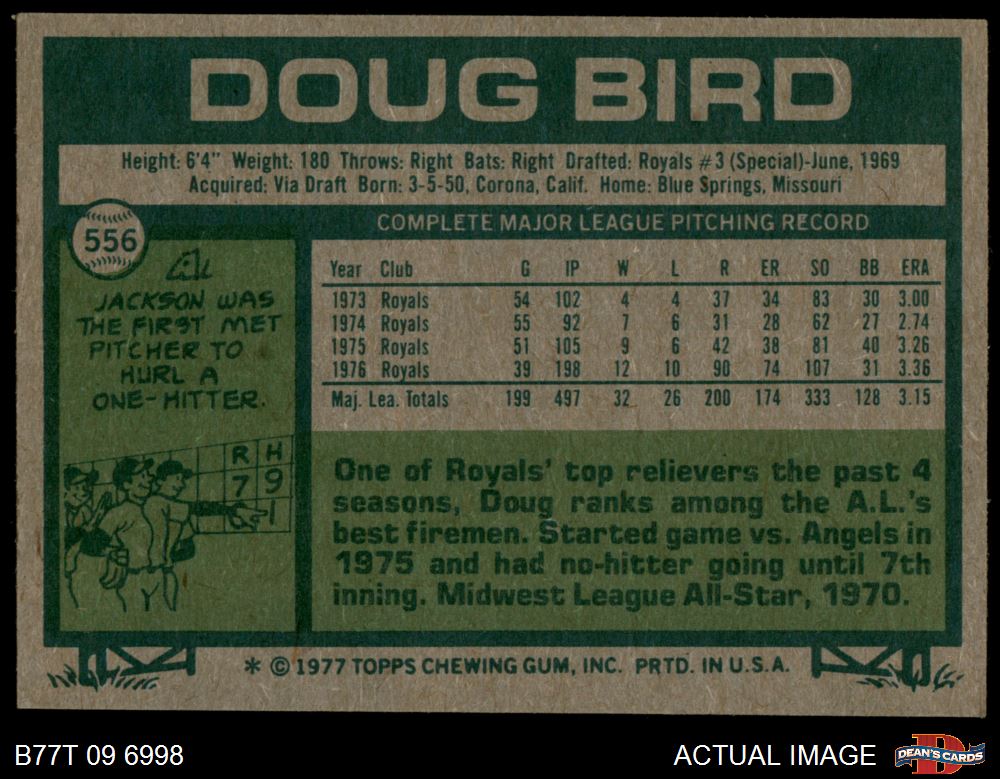 DOUG BIRD
Height: 6'4" Weight: 180 Throws: Right Bats: Right Drafted: Royals #3 (Special)-June, 1969
Acquired: Via Draft Born: 3-5-50, Corona, Calif. Home: Blue Springs, Missouri
556
COMPLETE MAJOR LEAGUE PITCHING RECORD
Year Club G IP W L R ER SO BB ERA
1973 Royals 54 102 4 4 37 34 83 30 3.00
1974 Royals 55 92 7 6 31 28 62 27 2.74
1975 Royals 51 105 9 6 42 38 81 40 3.26
1976 Royals 39 198 12 10 90 74 107 31 3.36
Maj. Lea. Totals 199 497 32 26 200 174 333 128 3.15
AL
JACKSON WAS
THE FIRST MET
PITCHER TO
HURL A
ONE-HITTER.
R H
7 9
1
One of Royals' top relievers the past 4
seasons, Doug ranks among the A.L.'s
best firemen. Started game vs. Angels in
1975 and had no-hitter going until 7th
inning. Midwest League All-Star, 1970.
* © 1977 TOPPS CHEWING GUM, INC. PRTD. IN U.S.A.
B77T 09 6998
ACTUAL IMAGE
D
DEAN'S CARDS